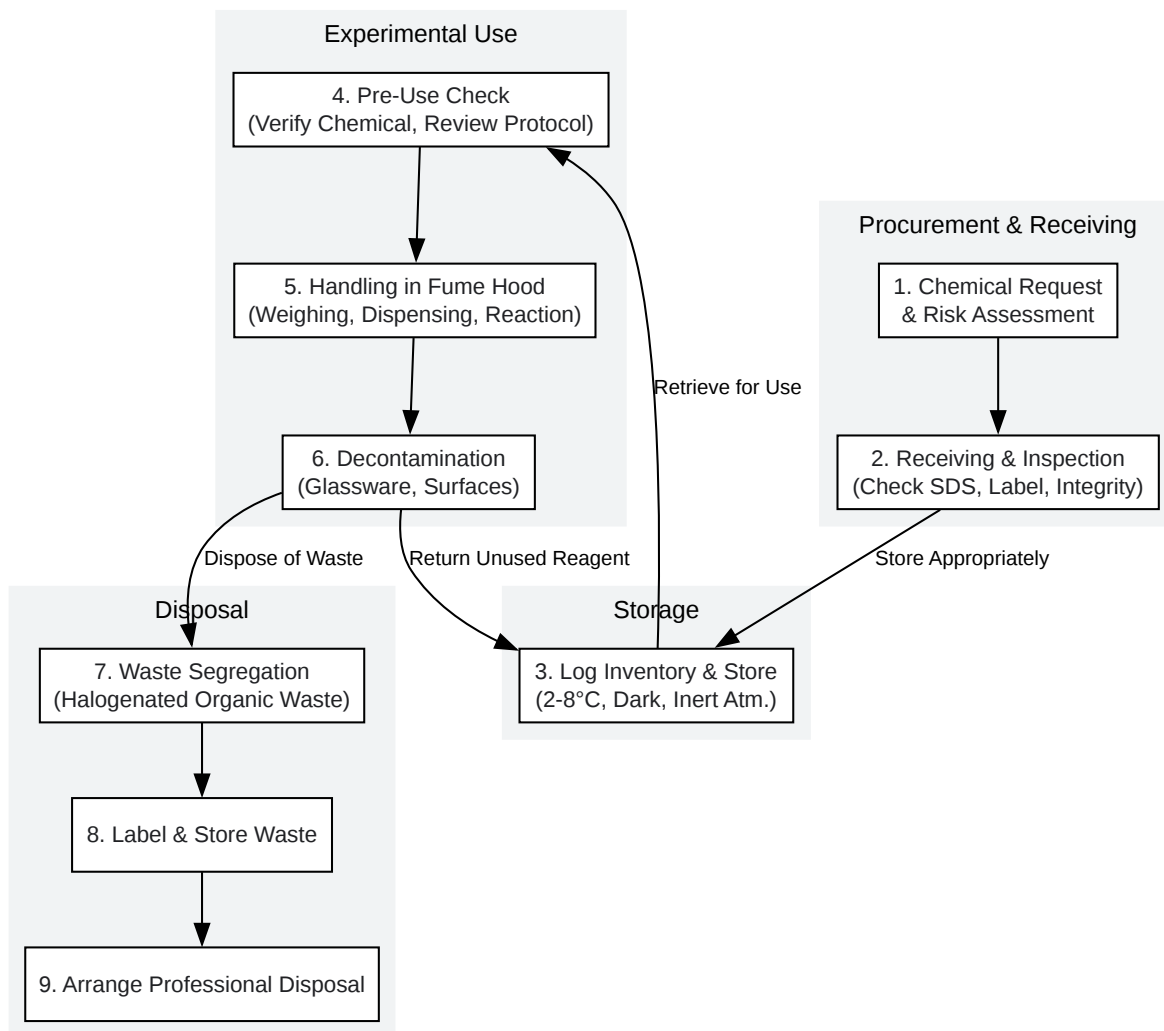 Experimental Use
4. Pre-Use Check
(Verify Chemical, Review Protocol)
Procurement & Receiving
1. Chemical Request
& Risk Assessment
5. Handling in Fume Hood
(Weighing, Dispensing, Reaction)
Retrieve for Use
2. Receiving & Inspection
(Check SDS, Label, Integrity)
6. Decontamination
(Glassware, Surfaces)
Dispose of Waste
Return Unused Reagent
Store Appropriately
Disposal
Storage
7. Waste Segregation
(Halogenated Organic Waste)
3. Log Inventory & Store
(2-8°C, Dark, Inert Atm.)
8. Label & Store Waste
9. Arrange Professional Disposal